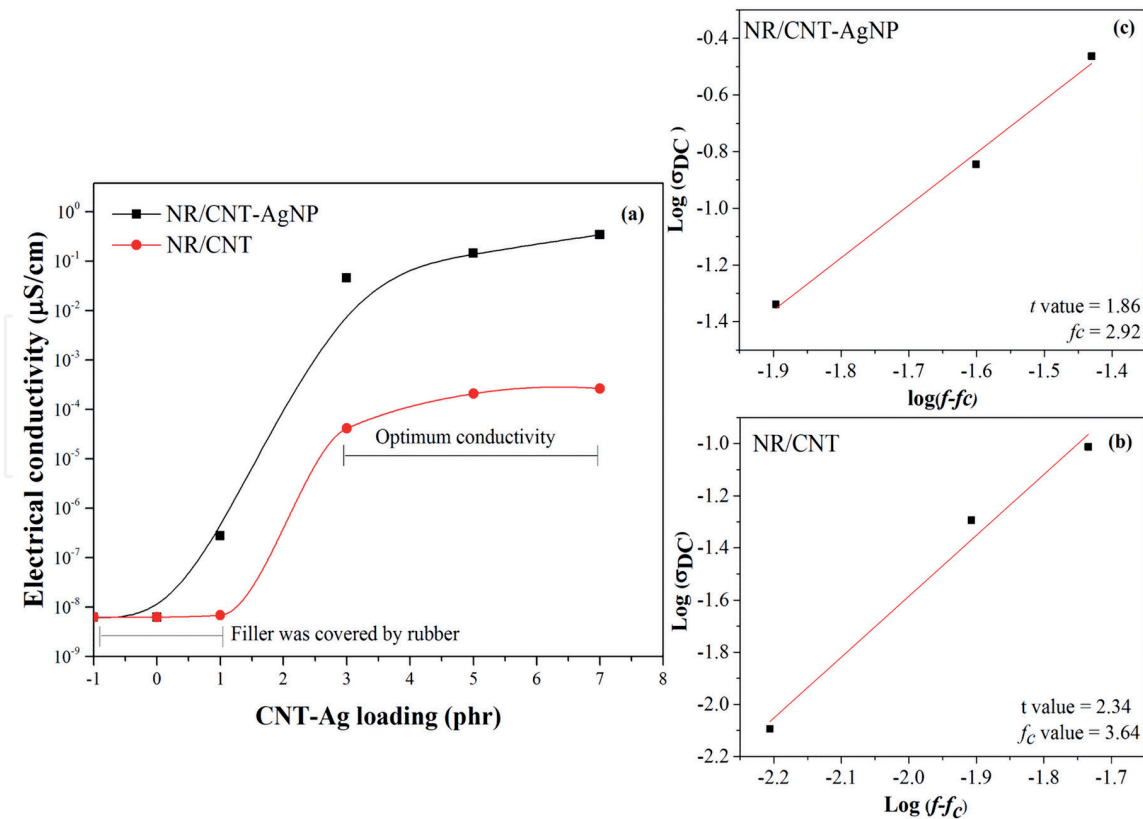 (a)
NR/CNT-AgNP
NR/CNT
Electrical conductivity (µS/cm)
10⁰
10⁻¹
10⁻²
10⁻³
10⁻⁴
10⁻⁵
10⁻⁶
10⁻⁷
10⁻⁸
10⁻⁹
Optimum conductivity
Filler was covered by rubber
-1 0 1 2 3 4 5 6 7 8
CNT-Ag loading (phr)
NR/CNT-AgNP
(c)
Log (σDC)
-0.4
-0.6
-0.8
-1.0
-1.2
-1.4
t vatue = 1.86
fc = 2.92
-1.9 -1.8 -1.7 -1.6 -1.5 -1.4
log(f-fc)
NR/CNT
(b)
Log (σDC)
-1.0
-1.2
-1.4
-1.6
-1.8
-2.0
-2.2
t value = 2.34
fc value = 3.64
-2.2 -2.1 -2.0 -1.9 -1.8 -1.7
Log (f-fc)